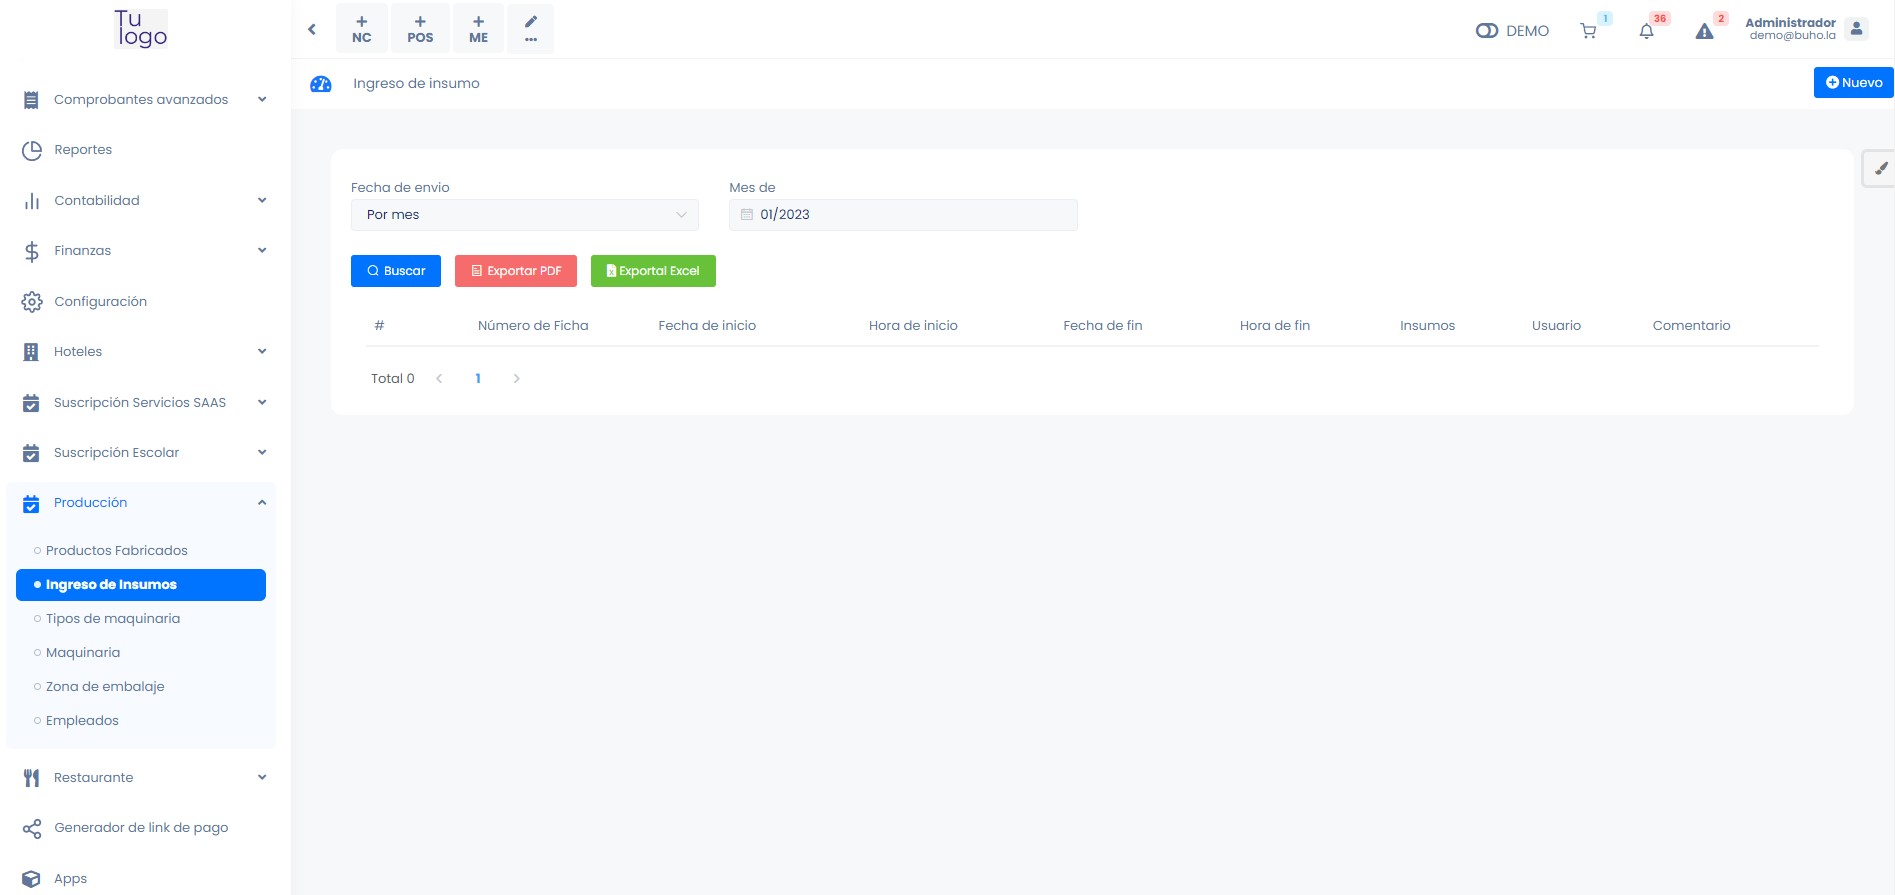 Tu
logo
Comprobantes avanzados
Reportes
Contabilidad
Finanzas
Configuración
Hoteles
Suscripción Servicios SAAS
Suscripción Escolar
Producción
Productos Fabricados
Ingreso de Insumos
Tipos de maquinaria
Maquinaria
Zona de embalaje
Empleados
Restaurante
Generador de link de pago
Apps
+ NC
+ POS
+ ME
...
DEMO
1
36
2
Administrador
demo@buho.la
Ingreso de insumo
Nuevo
Fecha de envio
Por mes
Mes de
01/2023
Buscar
Exportar PDF
Exportal Excel
# Número de Ficha Fecha de inicio Hora de inicio Fecha de fin Hora de fin Insumos Usuario Comentario
Total 0 < 1 >